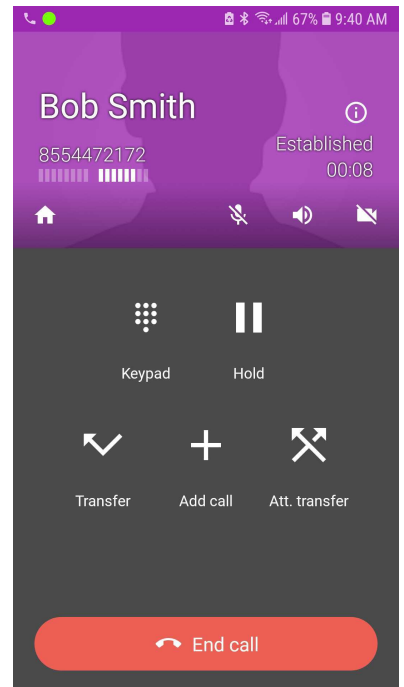 67% 9:40 AM
Bob Smith
Established
8554472172
00:08
Keypad
Hold
Transfer
Add call
Att. transfer
End call